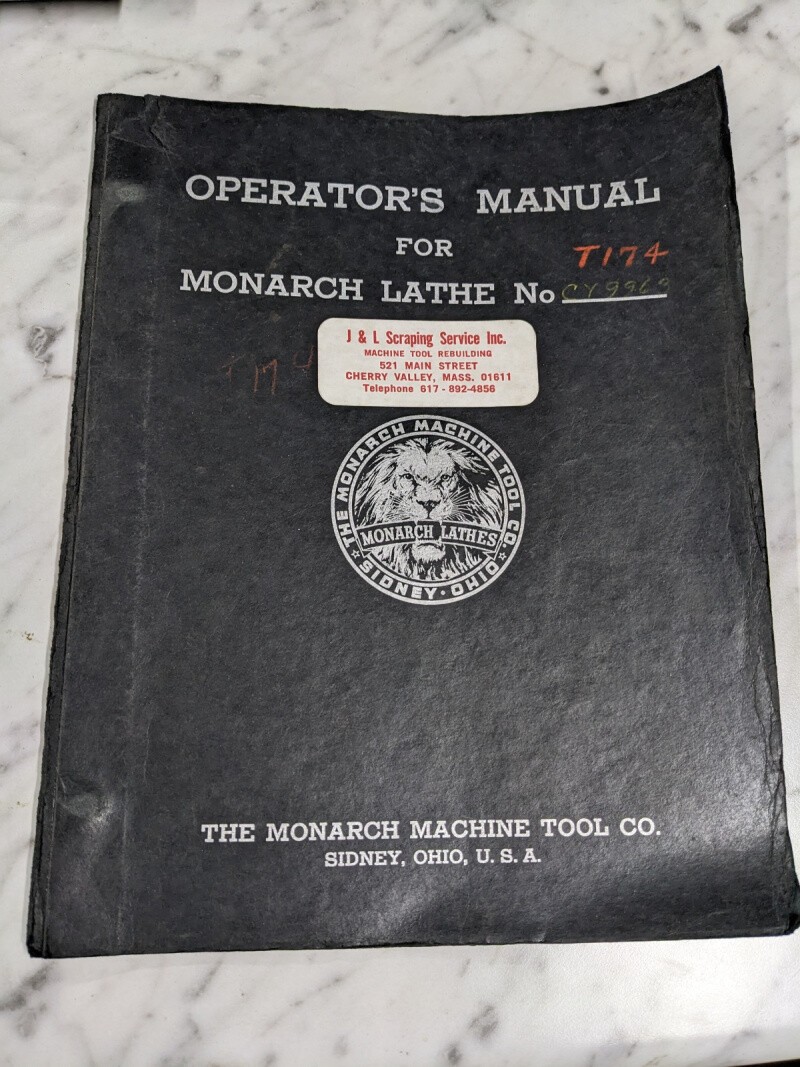 OPERATOR'S MANUAL
FOR
T174
MONARCH LATHE No CY9969
J & L Scraping Service Inc.
MACHINE TOOL REBUILDING
521 MAIN STREET
CHERRY VALLEY, MASS. 01611
Telephone 617 - 892-4856
T174
THE MONARCH MACHINE TOOL CO.
MONARCH LATHES
SIDNEY · OHIO
THE MONARCH MACHINE TOOL CO.
SIDNEY, OHIO, U. S. A.